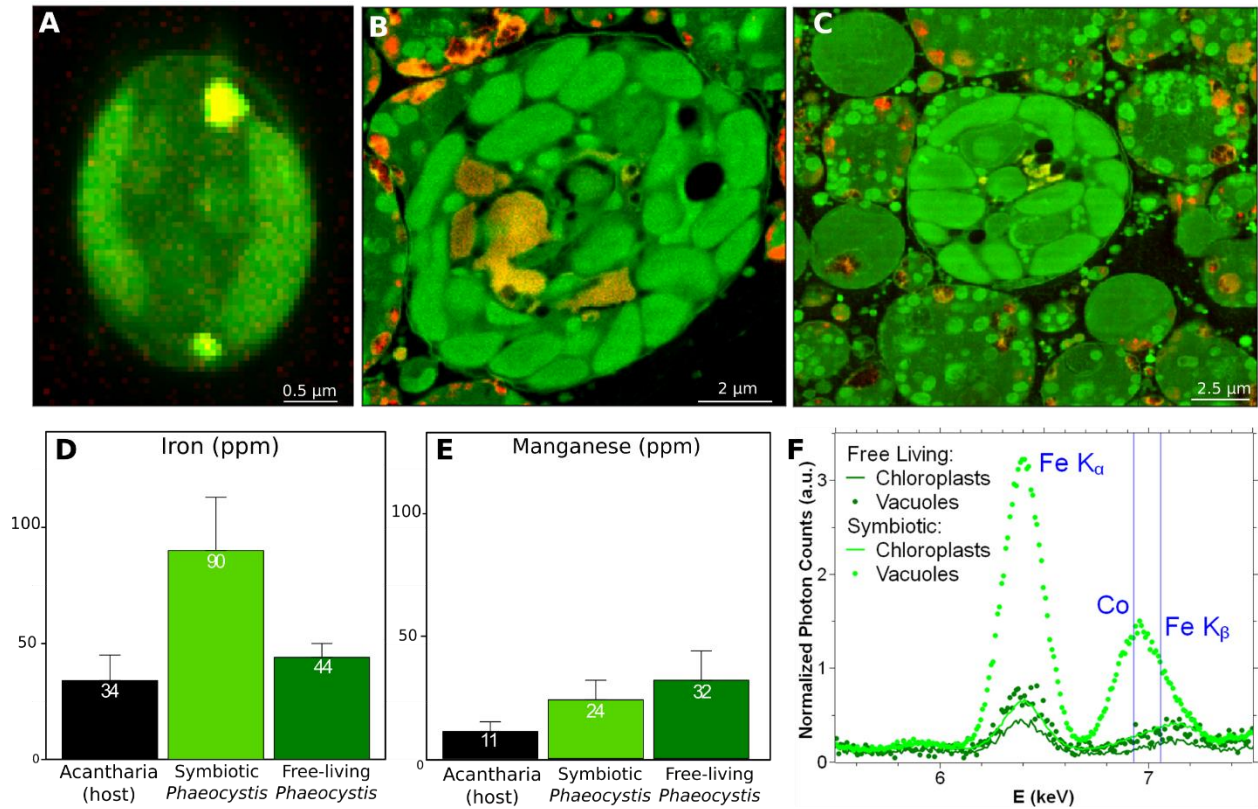 A
0.5 µm
B
2 µm
C
2.5 µm
D
Iron (ppm)
100
50
0
90
44
34
Acantharia
(host)
Symbiotic
Phaeocystis
Free-living
Phaeocystis
E
Manganese (ppm)
100
50
0
11
24
32
Acantharia
(host)
Symbiotic
Phaeocystis
Free-living
Phaeocystis
F
Free Living:
Chloroplasts
Vacuoles
Symbiotic:
Chloroplasts
Vacuoles
Fe Kα
Co
Fe Kβ
Normalized Photon Counts (a.u.)
3
2
1
0
6
7
E (keV)